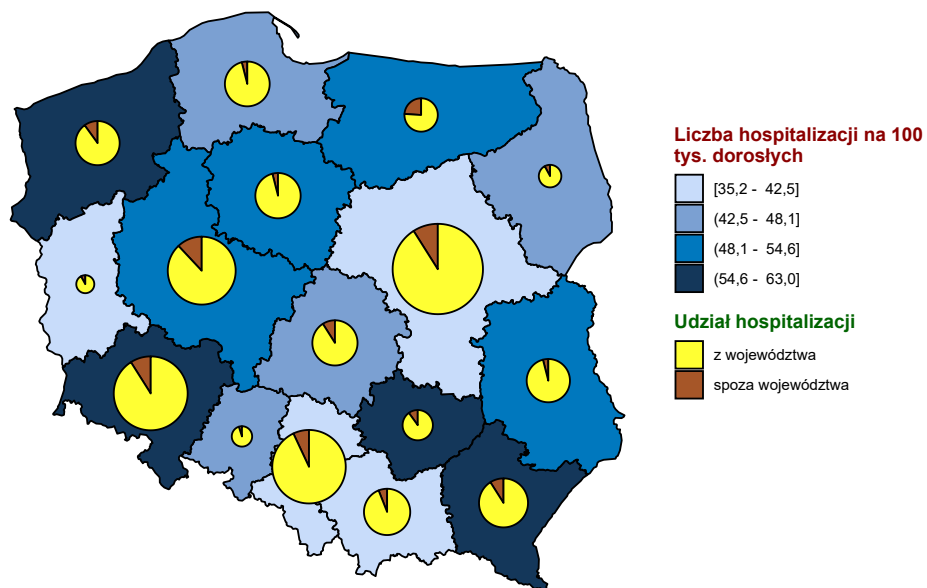 Liczba hospitalizacji na 100
tys. dorosłych
[35,2 - 42,5]
(42,5 - 48,1]
(48,1 - 54,6]
(54,6 - 63,0]
Udział hospitalizacji
z województwa
spoza województwa